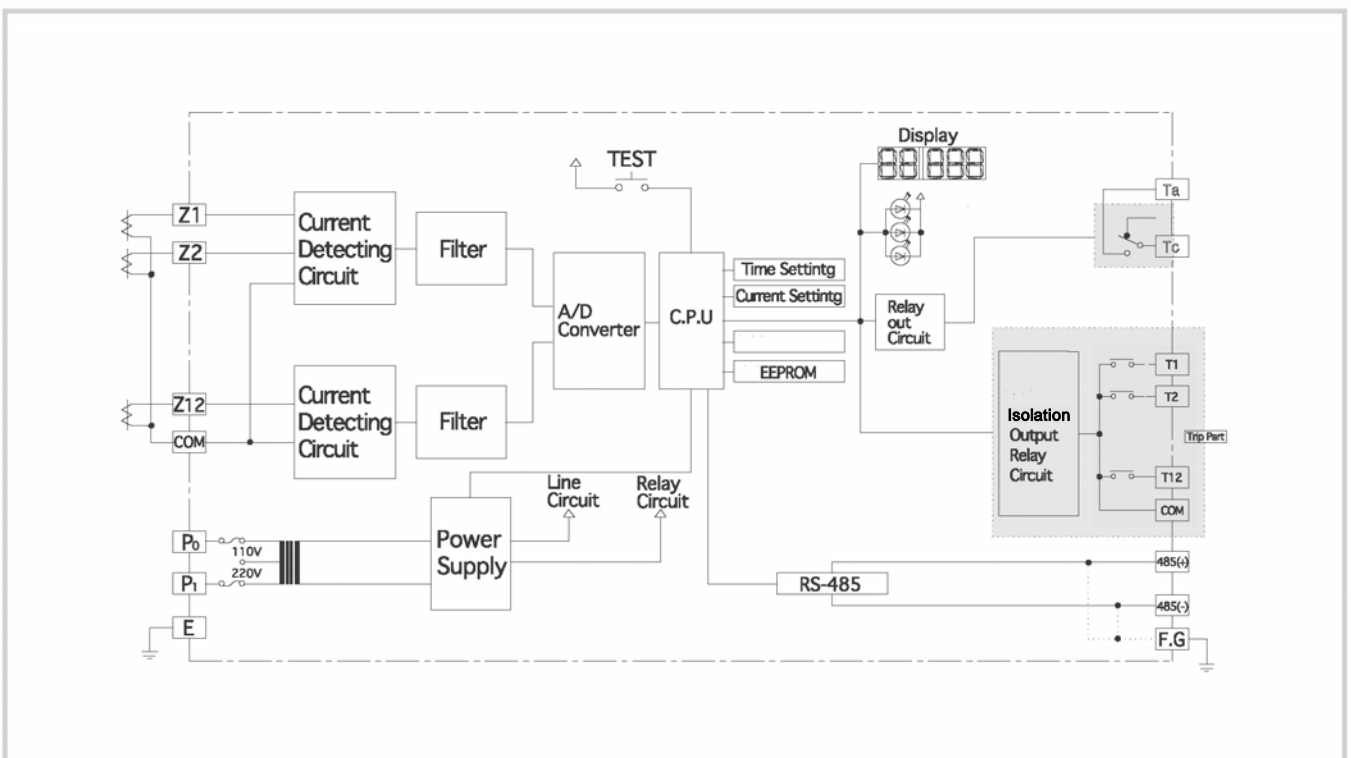 Display
TEST
Z1
Z2
Current
Detecting
Circuit
Filter
A/D
Converter
C.P.U
Time Settintg
Current Settintg
EEPROM
Relay
out
Circuit
Ta
Tc
Z12
COM
Current
Detecting
Circuit
Filter
Isolation
Output
Relay
Circuit
T1
T2
Trip Part
T12
COM
Line
Circuit
Relay
Circuit
P0
110V
220V
P1
E
Power
Supply
RS-485
485(+)
485(-)
F.G